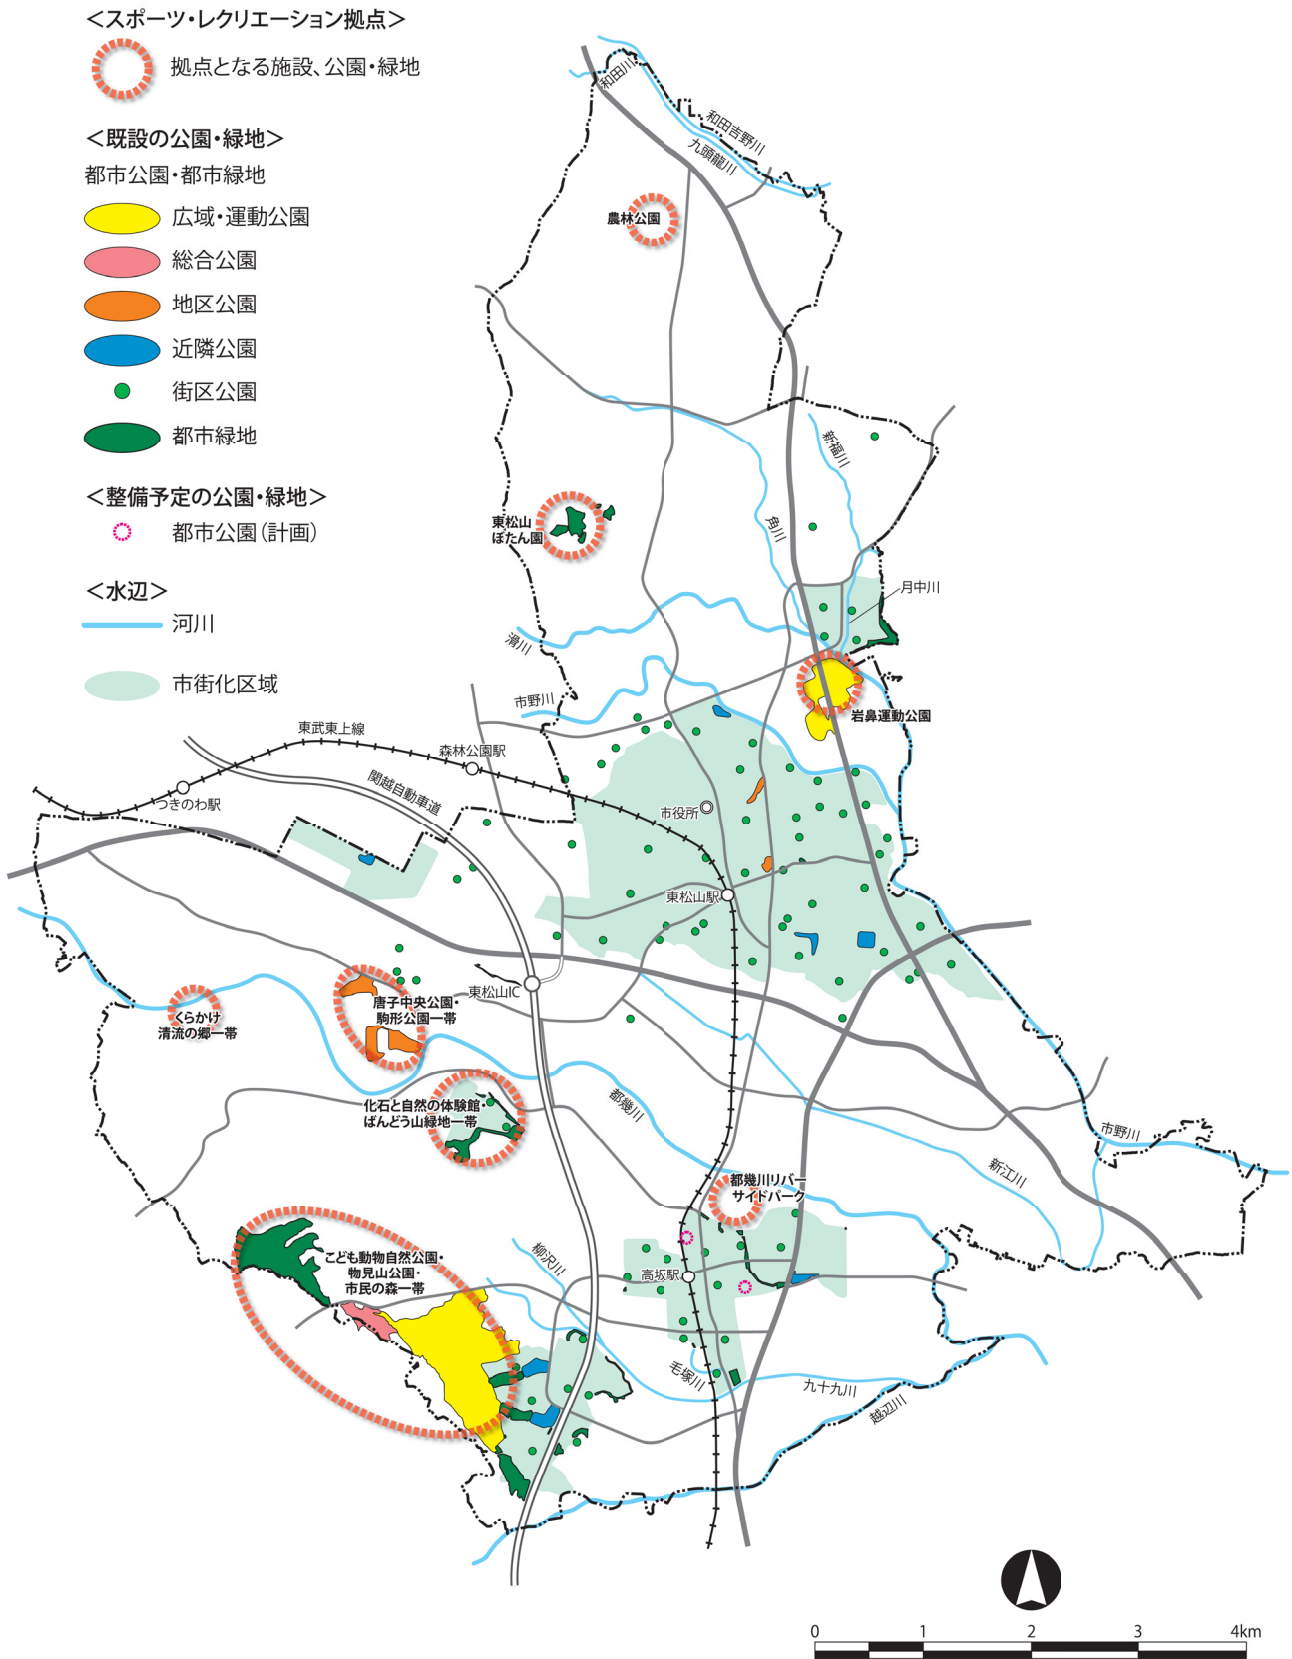 ＜スポーツ・レクリエーション拠点＞
拠点となる施設、公園・緑地
＜既設の公園・緑地＞
都市公園・都市緑地
広域・運動公園
総合公園
地区公園
近隣公園
街区公園
都市緑地
＜整備予定の公園・緑地＞
都市公園（計画）
＜水辺＞
河川
市街化区域
和田川
和田吉野川
九頭龍川
農林公園
新福川
角川
東松山
ぼたん園
月中川
滑川
市野川
岩鼻運動公園
東武東上線
森林公園駅
関越自動車道
つきのわ駅
市役所
東松山駅
東松山IC
唐子中央公園・
駒形公園一帯
くらかけ
清流の郷一帯
化石と自然の体験館・
ばんどう山緑地一帯
都幾川
市野川
新江川
都幾川リバー
サイドパーク
こども動物自然公園・
物見山公園・
市民の森一帯
柳沢川
高坂駅
毛塚川
九十九川
越辺川
0
1
2
3
4km